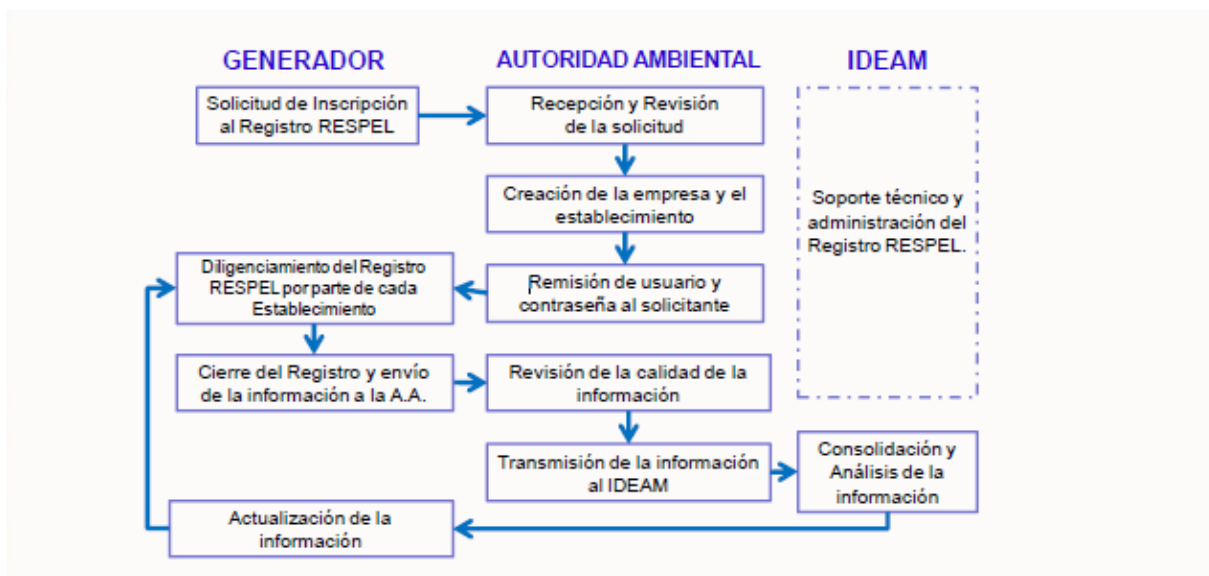 GENERADOR
AUTORIDAD AMBIENTAL
IDEAM
Solicitud de Inscripción
al Registro RESPEL
Recepción y Revisión
de la solicitud
Creación de la empresa y el
establecimiento
Soporte técnico y
administración del
Registro RESPEL.
Remisión de usuario y
contraseña al solicitante
Diligenciamiento del Registro
RESPEL por parte de cada
Establecimiento
Cierre del Registro y envío
de la información a la A.A.
Revisión de la calidad de la
información
Transmisión de la información
al IDEAM
Consolidación y
Análisis de la
información
Actualización de la
información